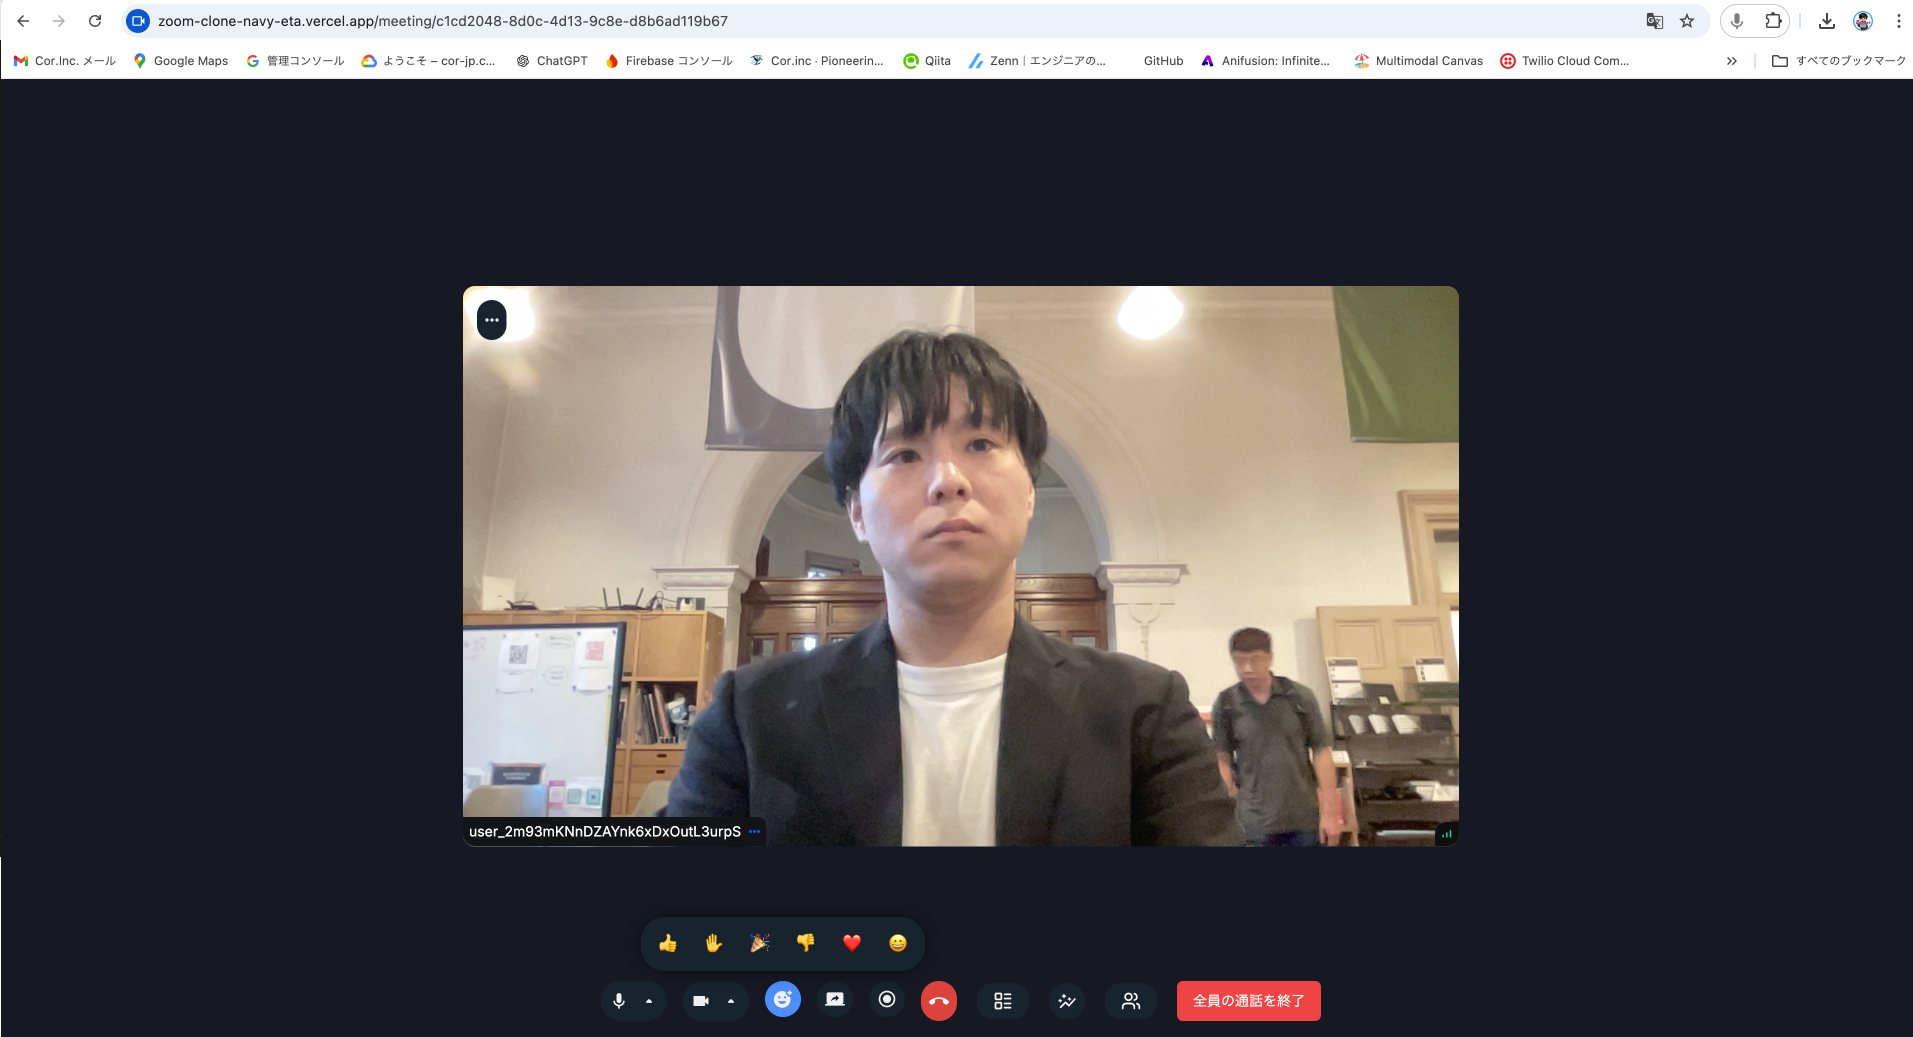 zoom-clone-navy-eta.vercel.app/meeting/c1cd2048-8d0c-4d13-9c8e-d8b6ad119b67
Cor.Inc. メール
Google Maps
管理コンソール
ようこそ – cor-jp.c...
ChatGPT
Firebase コンソール
Cor.inc · Pioneerin...
Qiita
Zenn｜エンジニアの...
GitHub
Anifusion: Infinite...
Multimodal Canvas
Twilio Cloud Com...
すべてのブックマーク
user_2m93mKNnDZAYnk6xDxOutL3urpS
全員の通話を終了